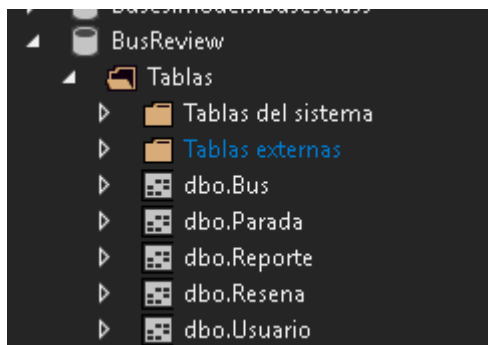 BusReview
Tablas
Tablas del sistema
Tablas externas
dbo.Bus
dbo.Parada
dbo.Reporte
dbo.Resena
dbo.Usuario